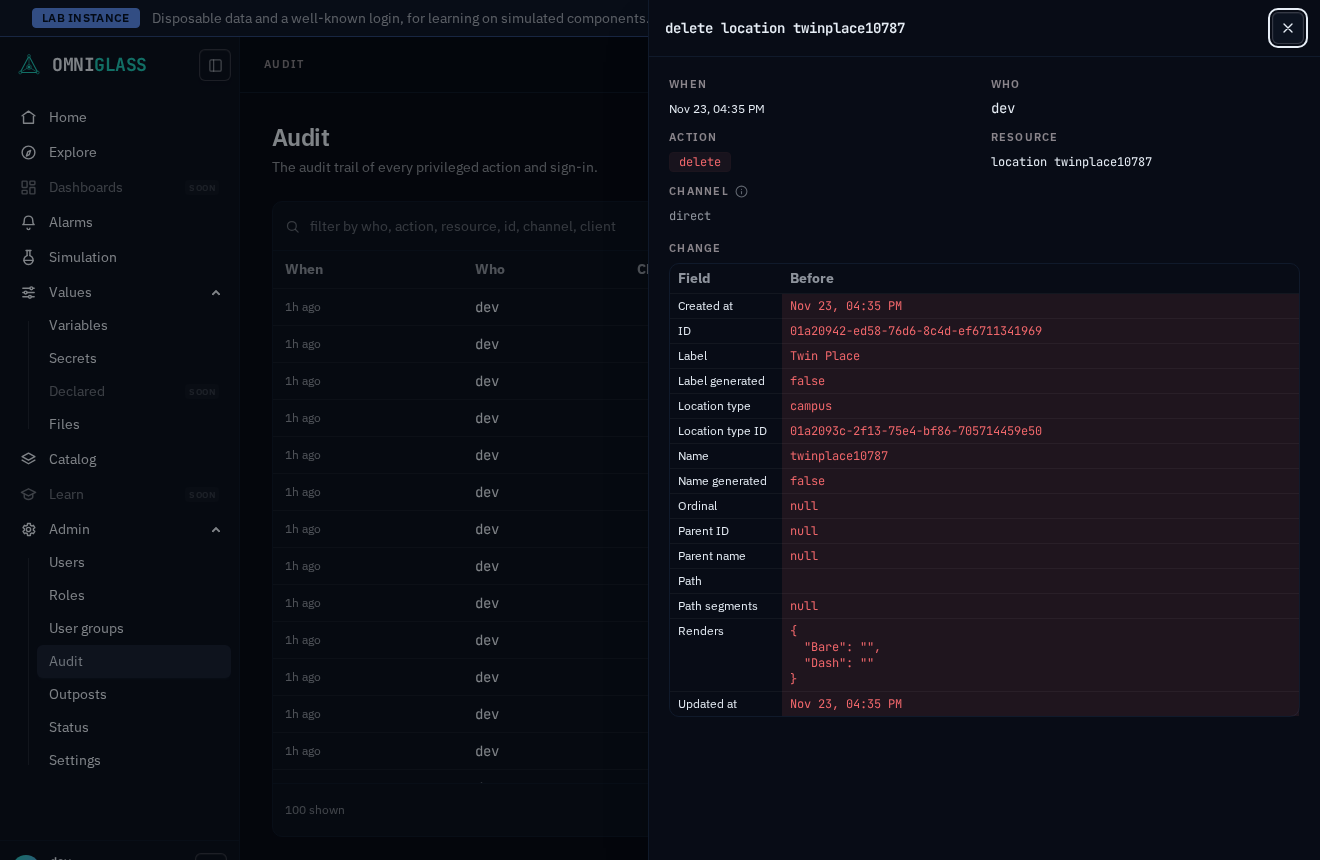 LAB INSTANCE Disposable data and a well-known login, for learning on simulated components.
OMNIGLASS
Home
Explore
Dashboards SOON
Alarms
Simulation
Values
Variables
Secrets
Declared SOON
Files
Catalog
Learn SOON
Admin
Users
Roles
User groups
Audit
Outposts
Status
Settings
AUDIT
Audit
The audit trail of every privileged action and sign-in.
filter by who, action, resource, id, channel, client
When Who
1h ago dev
1h ago dev
1h ago dev
1h ago dev
1h ago dev
1h ago dev
1h ago dev
1h ago dev
1h ago dev
1h ago dev
1h ago dev
1h ago dev
1h ago dev
100 shown
delete location twinplace10787
WHEN WHO
Nov 23, 04:35 PM dev
ACTION RESOURCE
delete location twinplace10787
CHANNEL
direct
CHANGE
Field Before
Created at Nov 23, 04:35 PM
ID 01a20942-ed58-76d6-8c4d-ef6711341969
Label Twin Place
Label generated false
Location type campus
Location type ID 01a2093c-2f13-75e4-bf86-705714459e50
Name twinplace10787
Name generated false
Ordinal null
Parent ID null
Parent name null
Path
Path segments null
Renders {
"Bare": "",
"Dash": ""
}
Updated at Nov 23, 04:35 PM